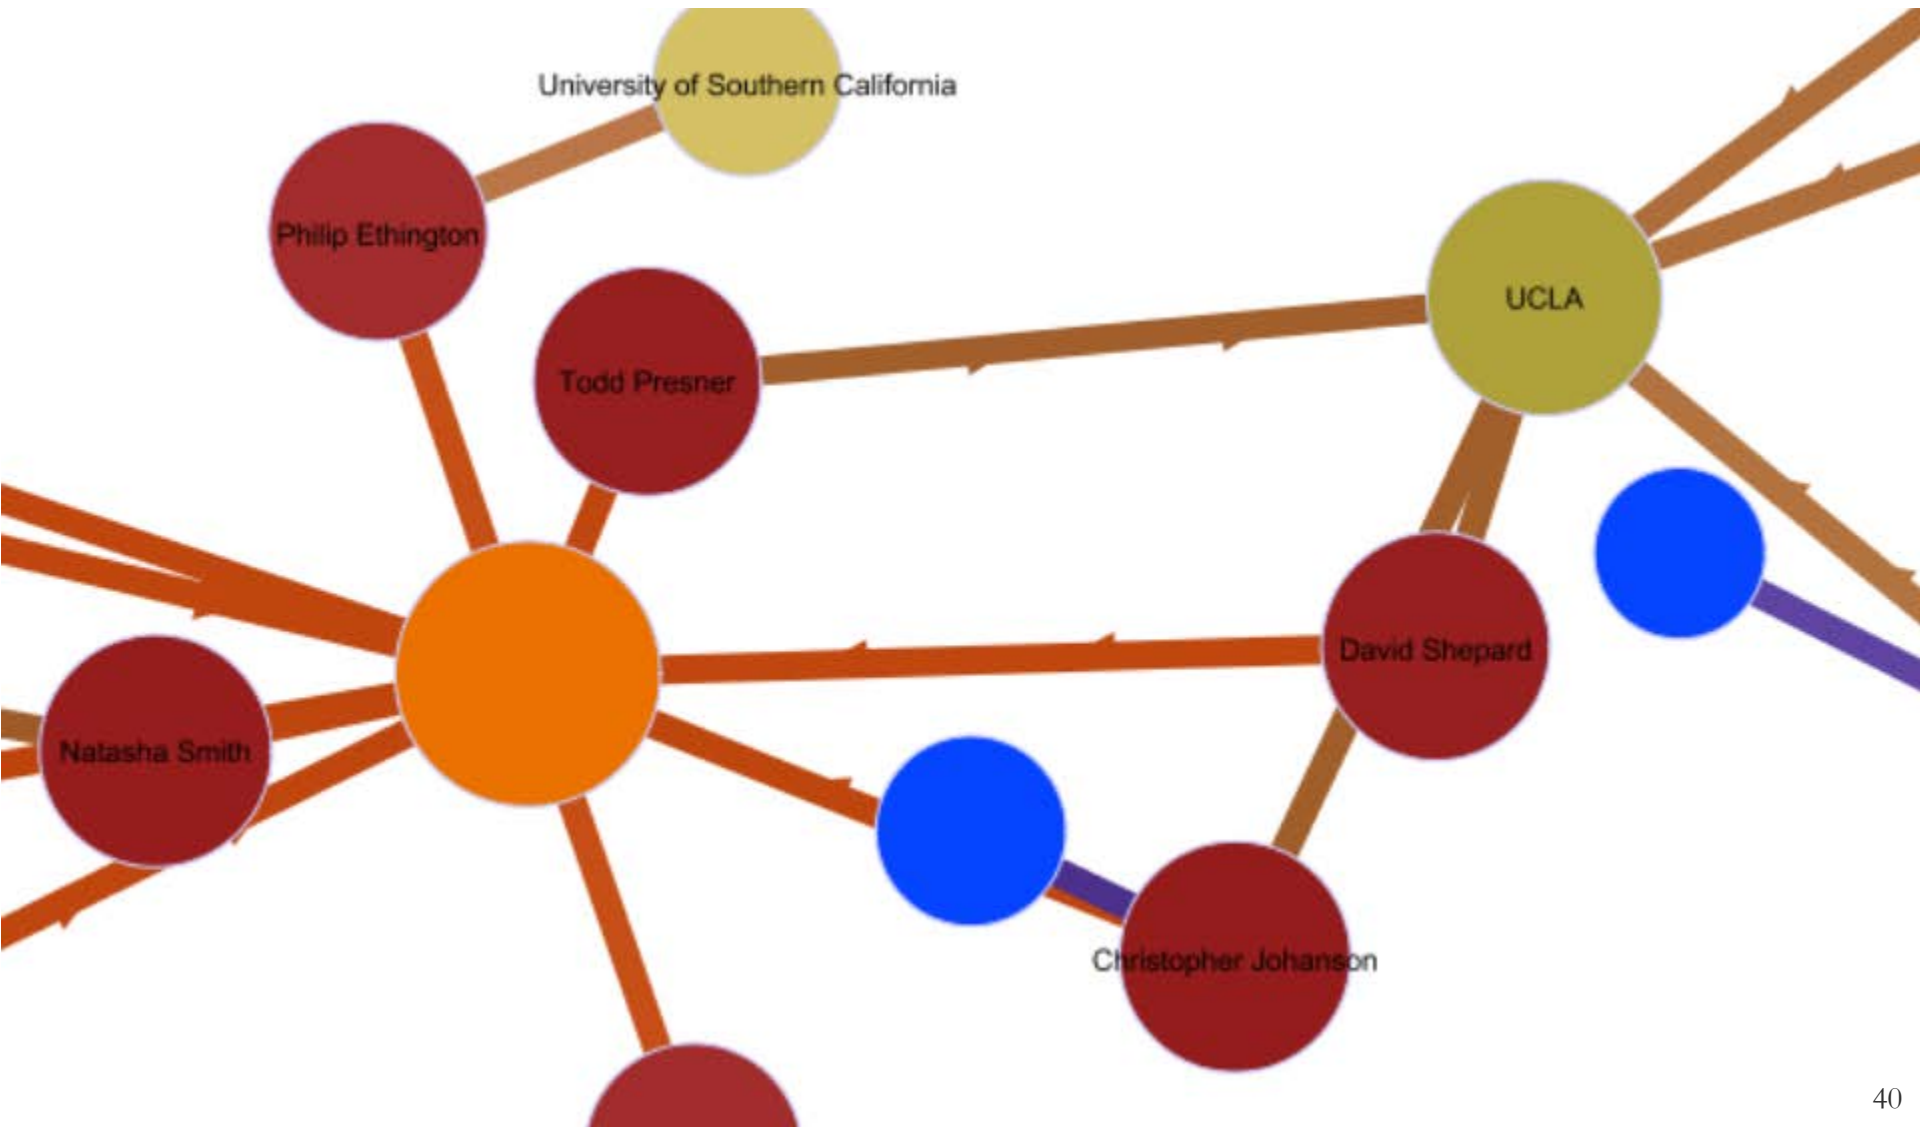 University of Southern California
Philip Ethington
UCLA
Todd Presner
David Shepard
Natasha Smith
Christopher Johanson
40